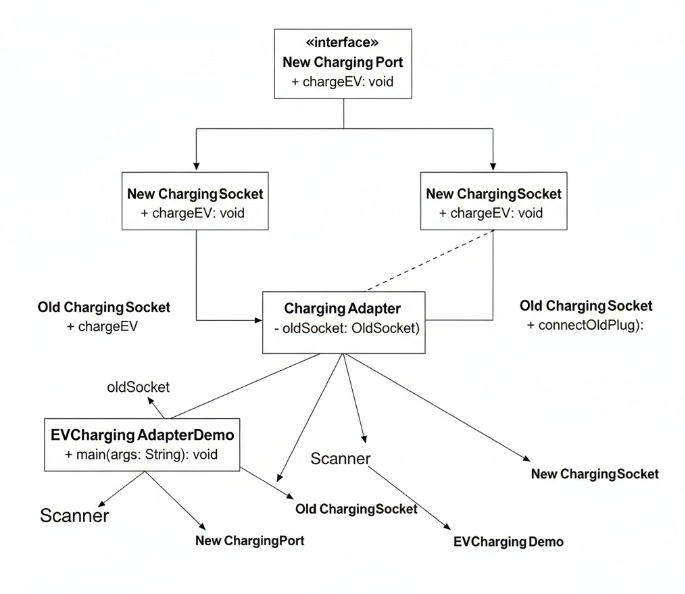 «interface»
New Charging Port
+ chargeEV: void
New ChargingSocket
+ chargeEV: void
New ChargingSocket
+ chargeEV: void
Old ChargingSocket
+ chargeEV
Charging Adapter
- oldSocket: OldSocket)
Old ChargingSocket
+ connectOldPlug):
oldSocket
EVCharging AdapterDemo
+ main(args: String): void
Scanner
New ChargingSocket
Scanner
Old ChargingSocket
New ChargingPort
EVCharging Demo